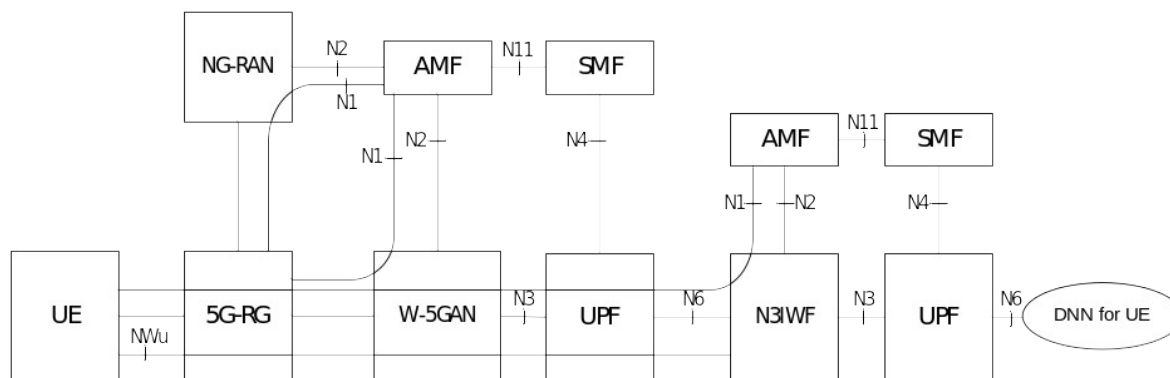 N2
N11
NG-RAN
AMF
SMF
N1
N11
N2
N4
AMF
SMF
N1
N1
N2
N4
N3
N6
N3
N6
UE
5G-RG
W-5GAN
UPF
N3IWF
UPF
DNN for UE
NWu